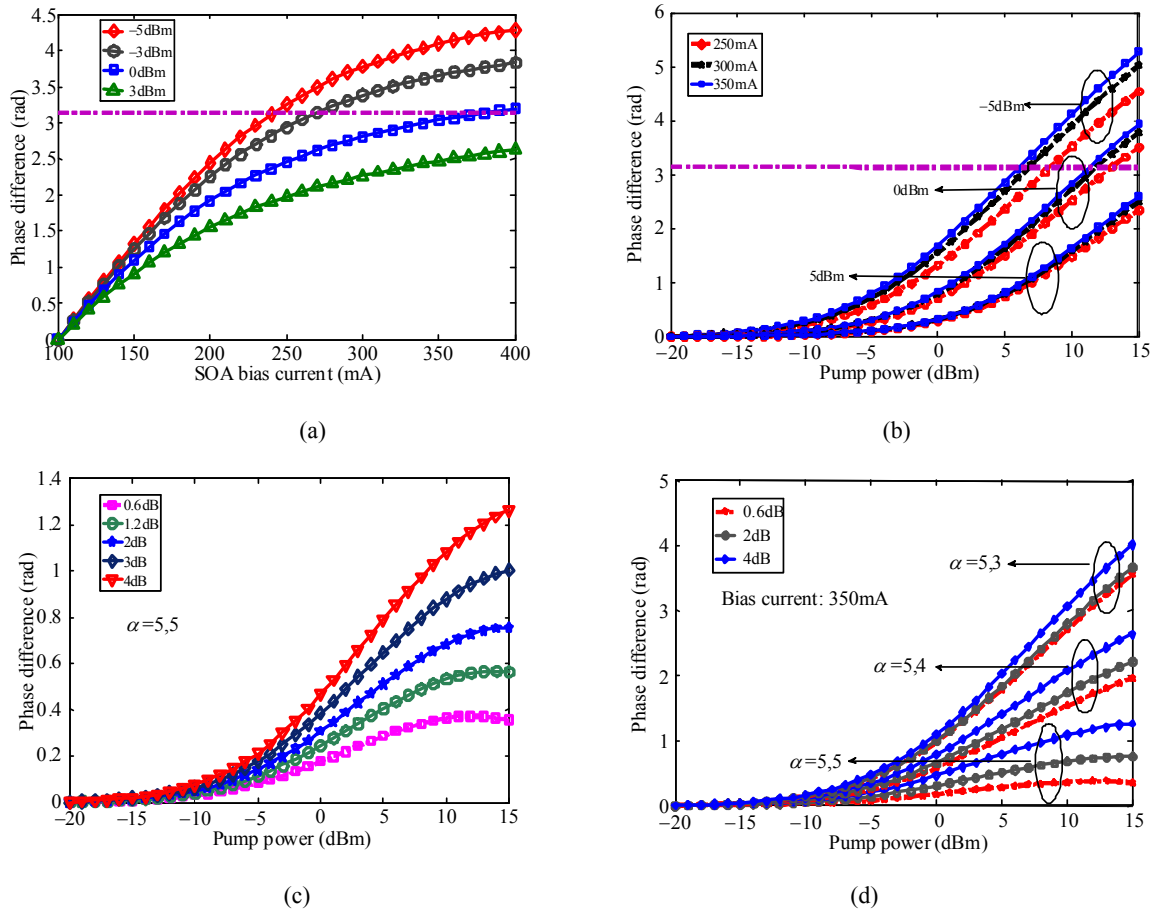 4.5
4
3.5
3
2.5
2
1.5
1
0.5
0
100 150 200 250 300 350 400
Phase difference (rad)
SOA bias current (mA)
−5dBm
−3dBm
0dBm
3dBm
(a)
6
5
4
3
2
1
0
−20 −15 −10 −5 0 5 10 15
Phase difference (rad)
Pump power (dBm)
250mA
300mA
350mA
−5dBm
0dBm
5dBm
(b)
1.4
1.2
1
0.8
0.6
0.4
0.2
0
−20 −15 −10 −5 0 5 10 15
Phase difference (rad)
Pump power (dBm)
0.6dB
1.2dB
2dB
3dB
4dB
α=5,5
(c)
5
4
3
2
1
0
−20 −15 −10 −5 0 5 10 15
Phase difference (rad)
Pump power (dBm)
0.6dB
2dB
4dB
α=5,3
Bias current: 350mA
α=5,4
α=5,5
(d)